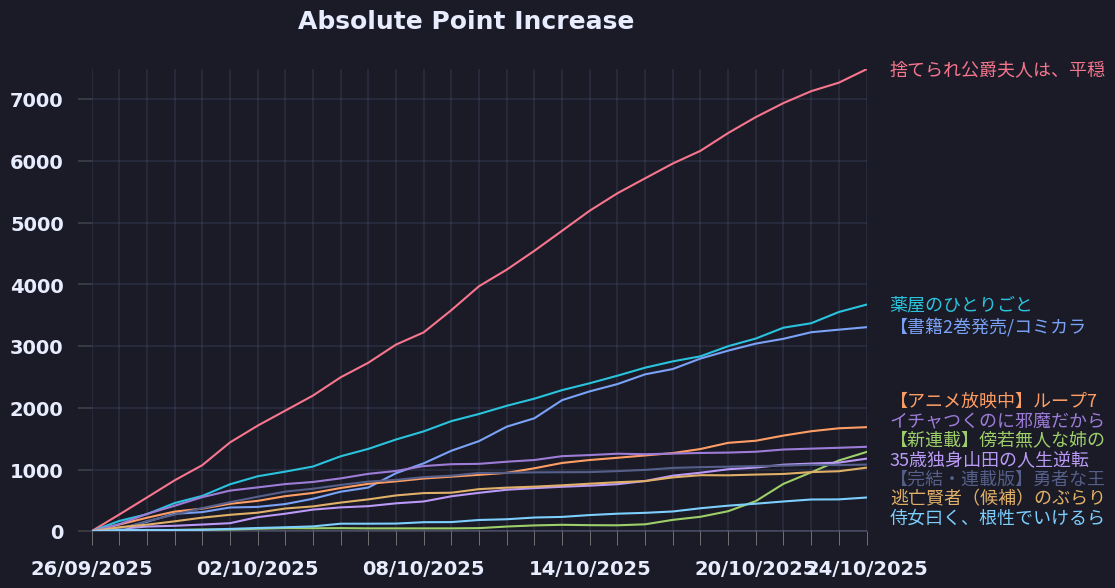 Absolute Point Increase
7000
6000
5000
4000
3000
2000
1000
0
26/09/2025
02/10/2025
08/10/2025
14/10/2025
20/10/2025
24/10/2025
捨てられ公爵夫人は、平穏
薬屋のひとりごと
【書籍2巻発売/コミカラ
【アニメ放映中】ループ7
イチャつくのに邪魔だから
【新連載】傍若無人な姉の
35歳独身山田の人生逆転
【完結・連載版】勇者な王
逃亡賢者（候補）のぶらり
侍女曰く、根性でいけるら